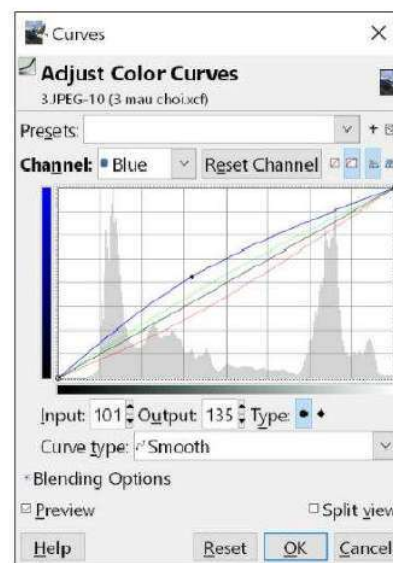 Curves
Adjust Color Curves
3.JPEG-10 (3 mau choi.xcf)
Presets:
Channel: Blue Reset Channel
Input: 101 Output: 135 Type:
Curve type: Smooth
Blending Options
Preview Split view
Help Reset OK Cancel